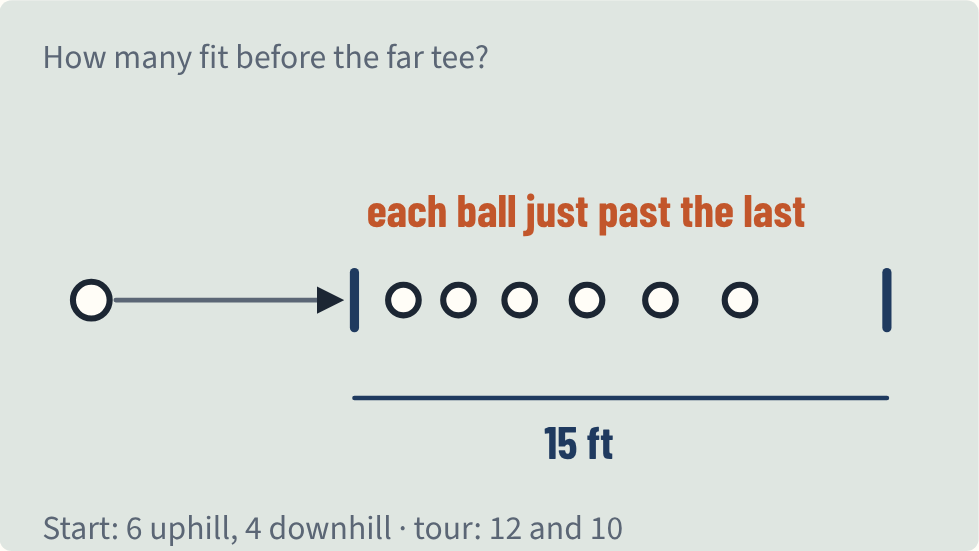 How many fit before the far tee?
each ball just past the last
15 ft
Start: 6 uphill, 4 downhill · tour: 12 and 10